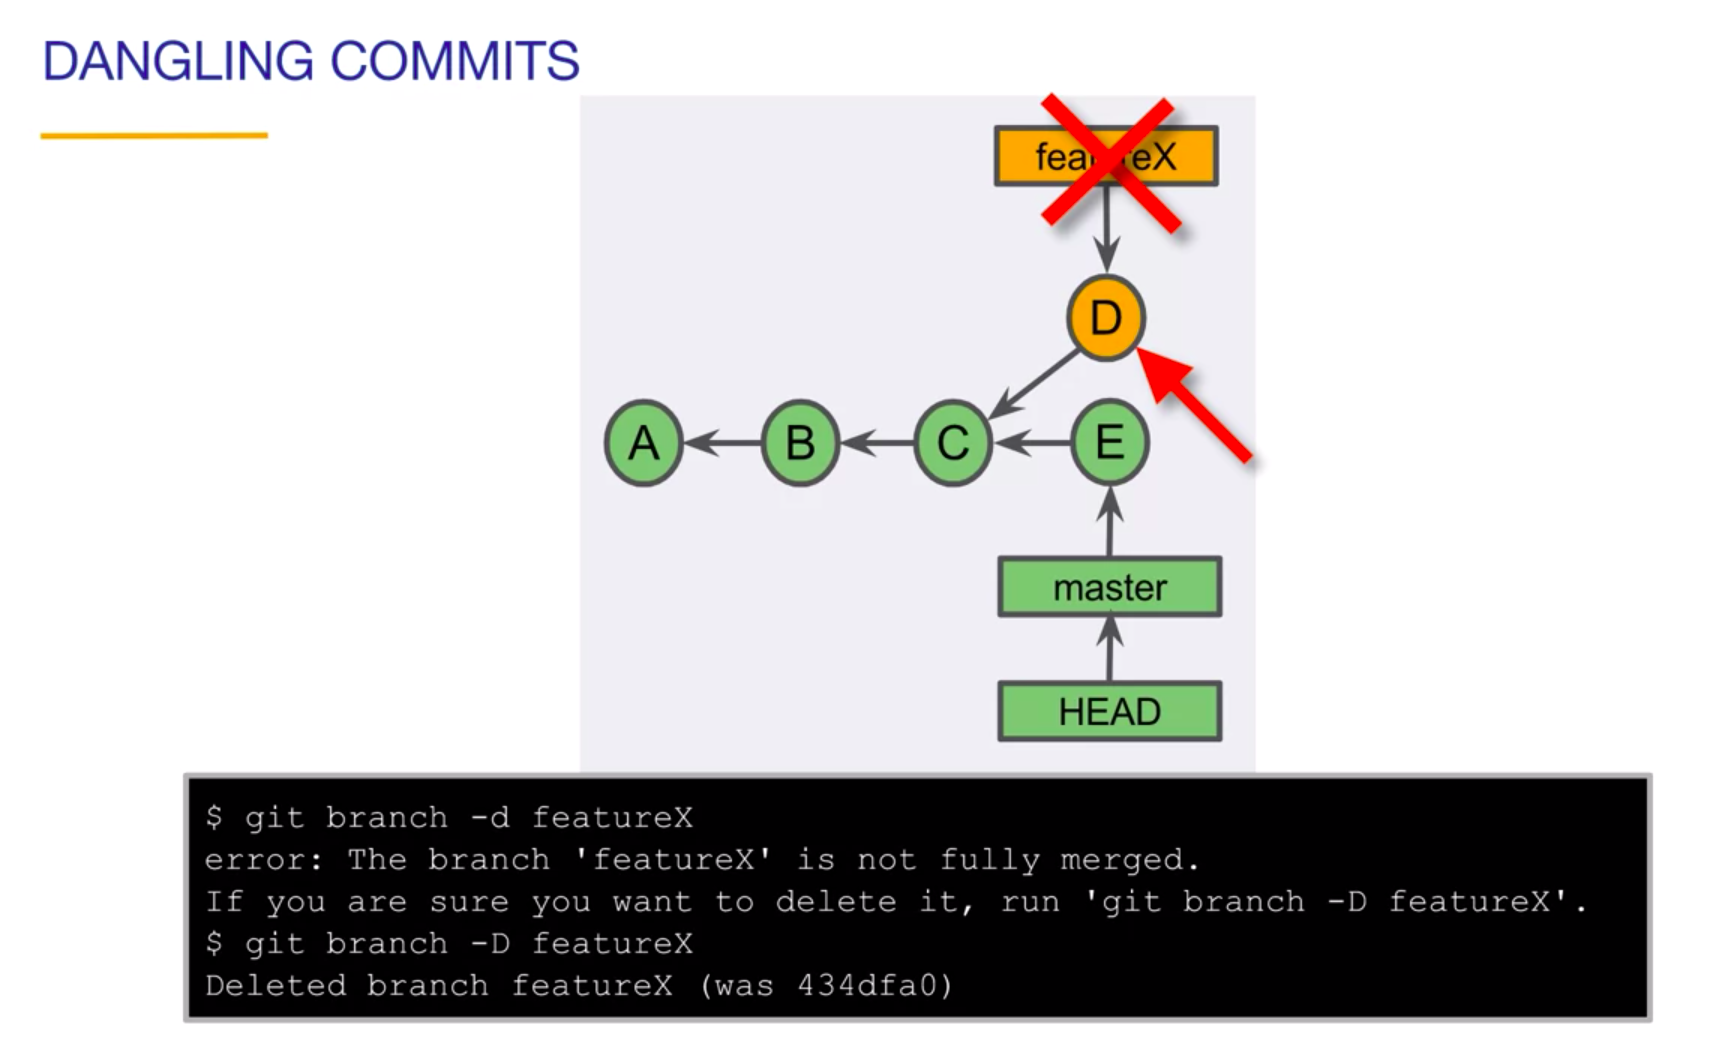 DANGLING COMMITS
featureX
D
A
B
C
E
master
HEAD
$ git branch -d featureX
error: The branch 'featureX' is not fully merged.
If you are sure you want to delete it, run 'git branch -D featureX'.
$ git branch -D featureX
Deleted branch featureX (was 434dfa0)